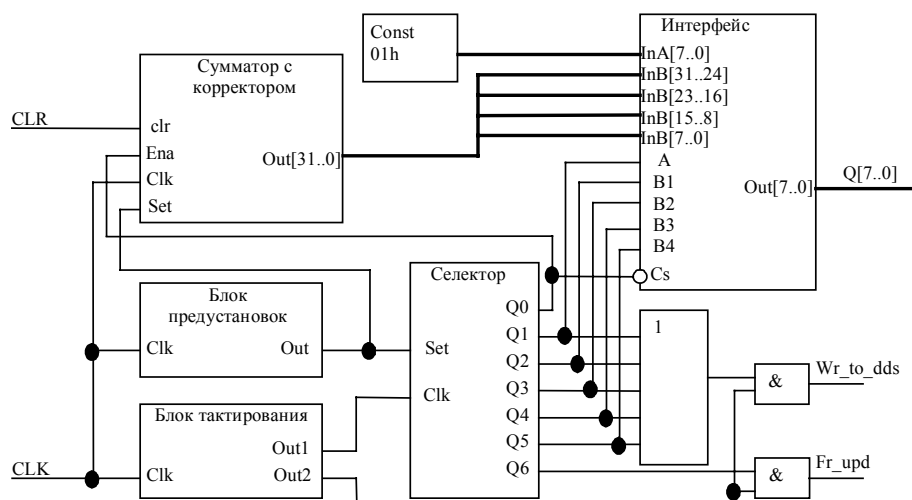 Const
01h
Интерфейс
InA[7..0]
InB[31..24]
InB[23..16]
InB[15..8]
InB[7..0]
A
B1
B2
B3
B4
Cs
Out[7..0]
Q[7..0]
Сумматор с
корректором
CLR
clr
Ena
Clk
Set
Out[31..0]
Блок
предустановок
Clk
Out
Селектор
Set
Clk
Q0
Q1
Q2
Q3
Q4
Q5
Q6
1
&
Wr_to_dds
&
Fr_upd
Блок тактирования
CLK
Clk
Out1
Out2